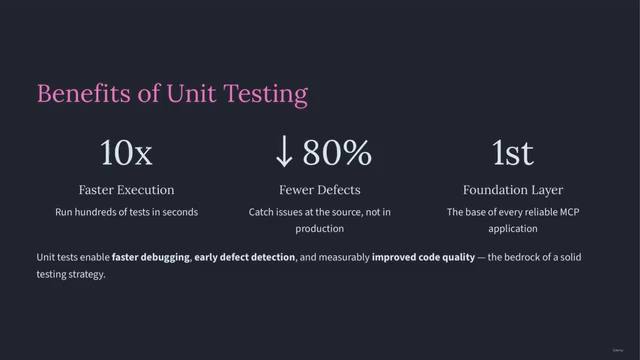 Benefits of Unit Testing
10x
Faster Execution
Run hundreds of tests in seconds
↓ 80%
Fewer Defects
Catch issues at the source, not in
production
1st
Foundation Layer
The base of every reliable MCP
application
Unit tests enable faster debugging, early defect detection, and measurably improved code quality — the bedrock of a solid
testing strategy.